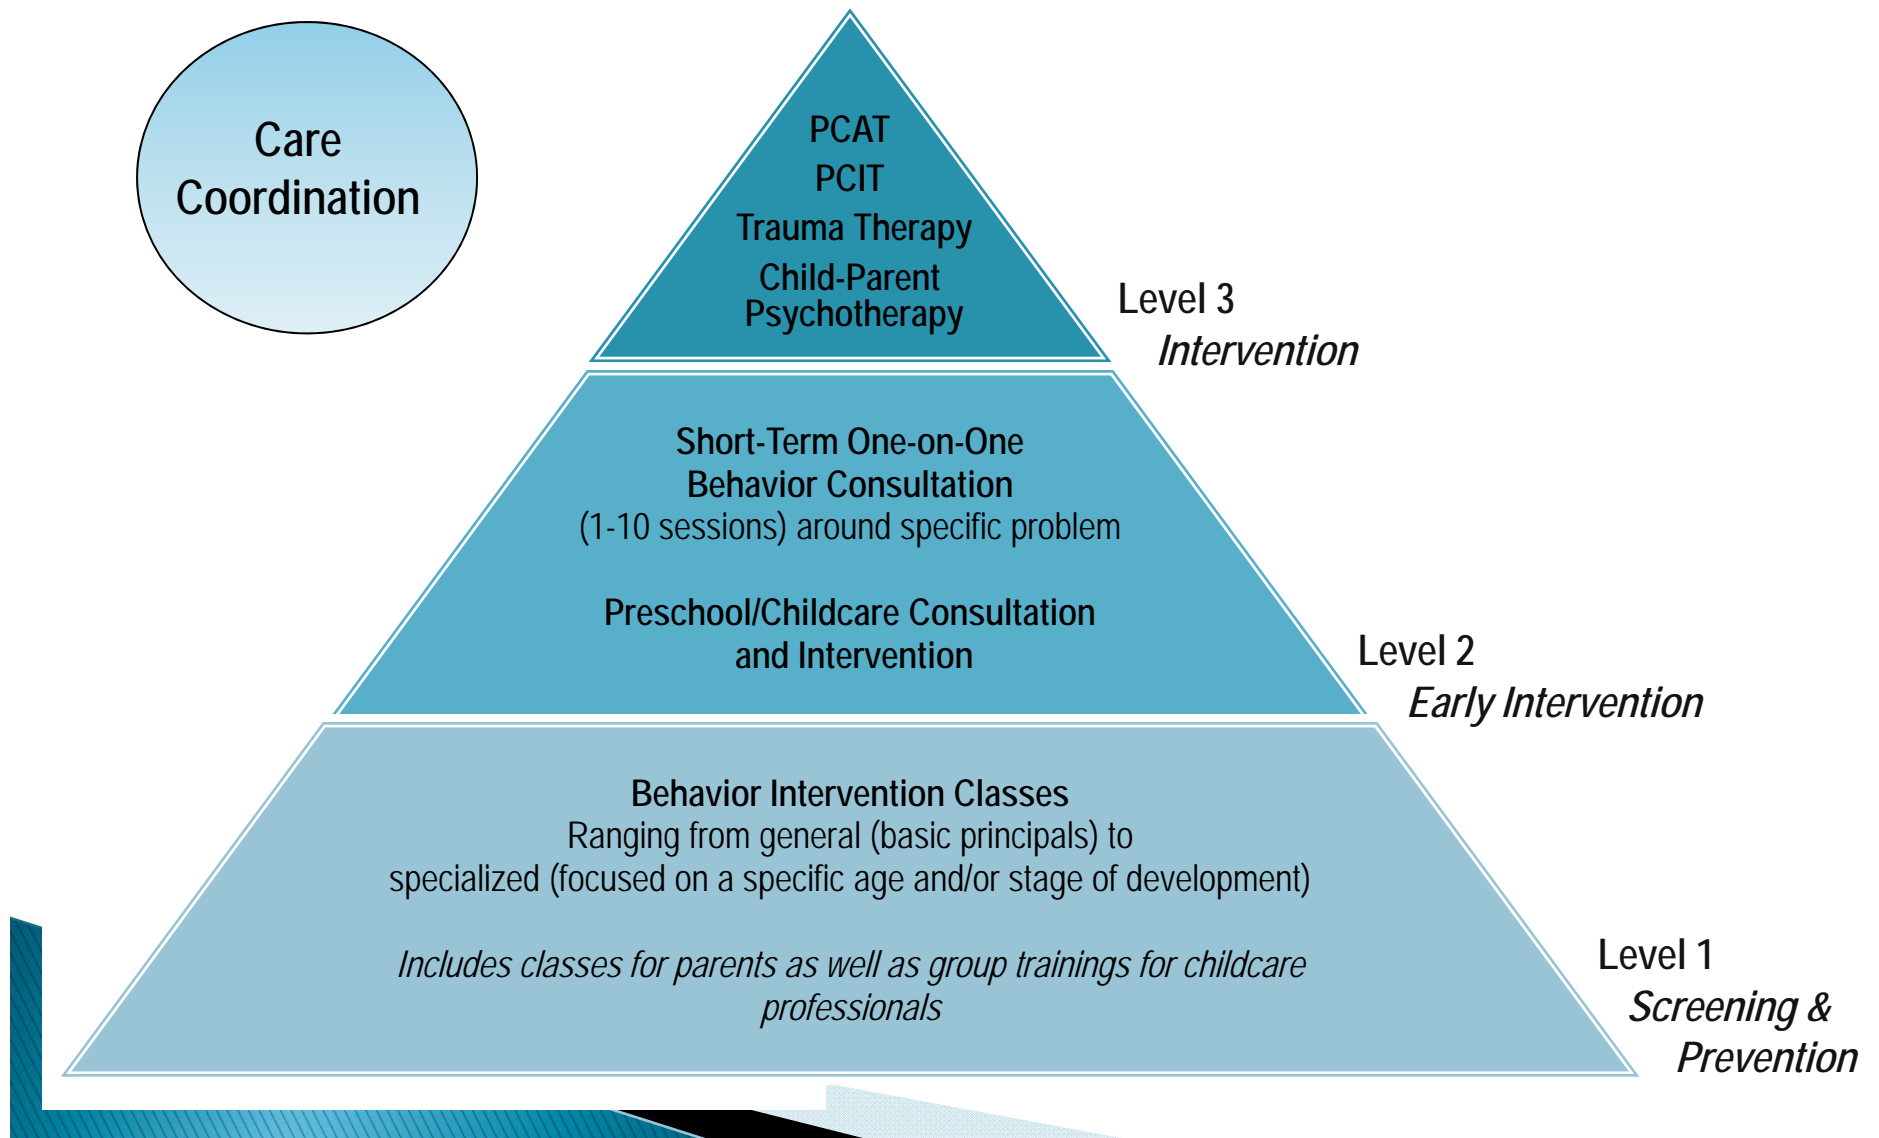 Care
Coordination
PCAT
PCIT
Trauma Therapy
Child-Parent
Psychotherapy
Level 3
Intervention
Short-Term One-on-One
Behavior Consultation
(1-10 sessions) around specific problem
Preschool/Childcare Consultation
and Intervention
Level 2
Early Intervention
Behavior Intervention Classes
Ranging from general (basic principals) to
specialized (focused on a specific age and/or stage of development)
Includes classes for parents as well as group trainings for childcare
professionals
Level 1
Screening &
Prevention